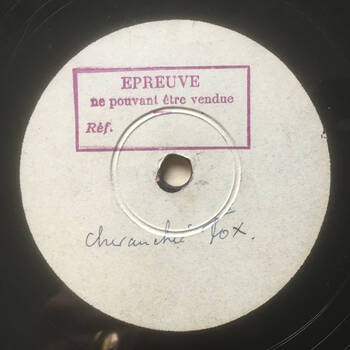 EPREUVE
ne pouvant être vendue
Réf.
fox.